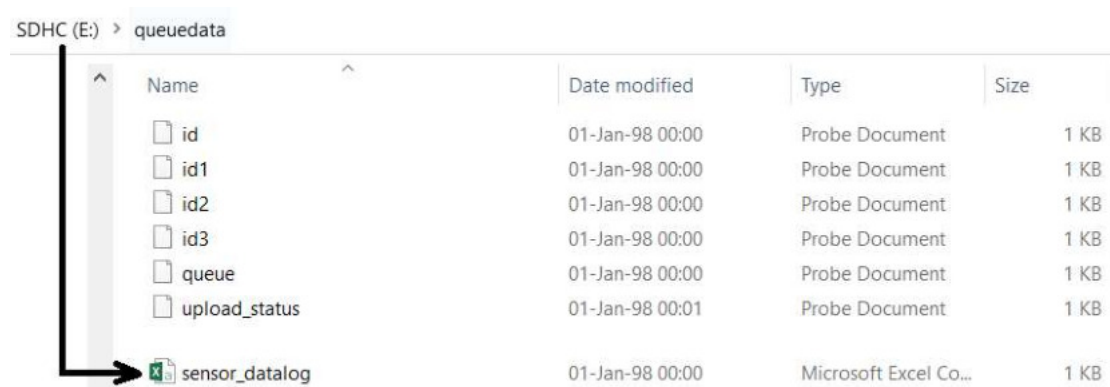 SDHC (E:) > queuedata
Name Date modified Type Size
id 01-Jan-98 00:00 Probe Document 1 KB
id1 01-Jan-98 00:00 Probe Document 1 KB
id2 01-Jan-98 00:00 Probe Document 1 KB
id3 01-Jan-98 00:00 Probe Document 1 KB
queue 01-Jan-98 00:00 Probe Document 1 KB
upload_status 01-Jan-98 00:01 Probe Document 1 KB
sensor_datalog 01-Jan-98 00:00 Microsoft Excel Co... 1 KB